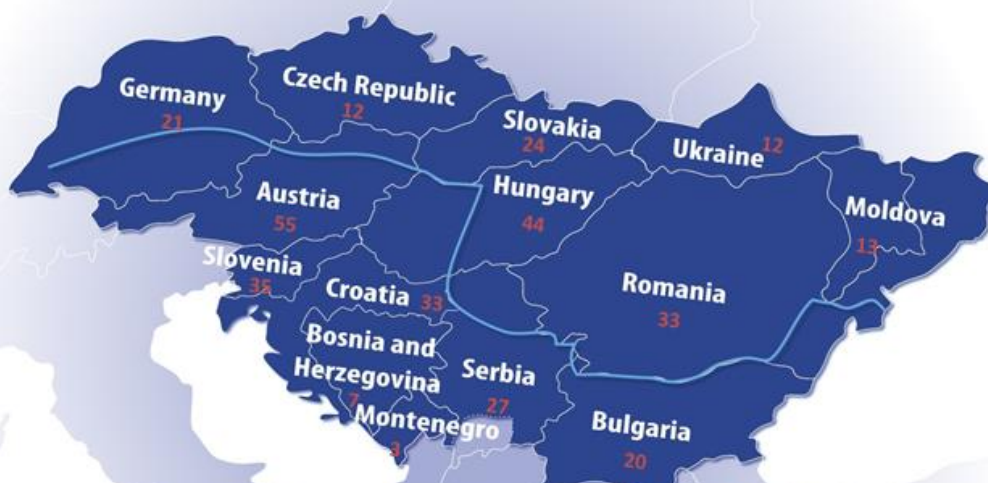 Germany
21
Czech Republic
12
Slovakia
24
Ukraine
12
Austria
55
Hungary
44
Moldova
13
Slovenia
35
Croatia 33
Romania
33
Bosnia and
Herzegovina
7
Serbia
27
Montenegro
3
Bulgaria
20